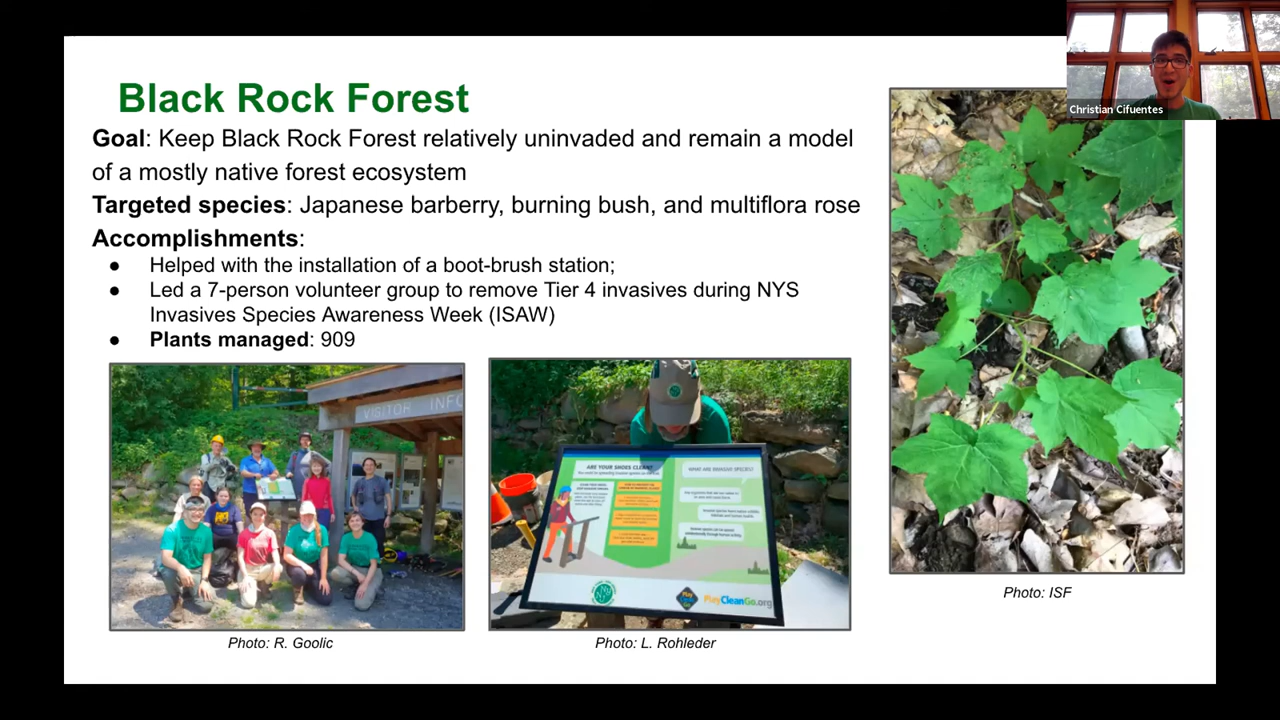 Christian Cifuentes
Black Rock Forest
Goal: Keep Black Rock Forest relatively uninvaded and remain a model
of a mostly native forest ecosystem
Targeted species: Japanese barberry, burning bush, and multiflora rose
Accomplishments:
● Helped with the installation of a boot-brush station;
● Led a 7-person volunteer group to remove Tier 4 invasives during NYS
Invasives Species Awareness Week (ISAW)
● Plants managed: 909
VISITOR INFO
ARE YOUR SHOES CLEAN?
WHAT ARE INVASIVE SPECIES?
PlayCleanGo.org
Photo: R. Goolic
Photo: L. Rohleder
Photo: ISF